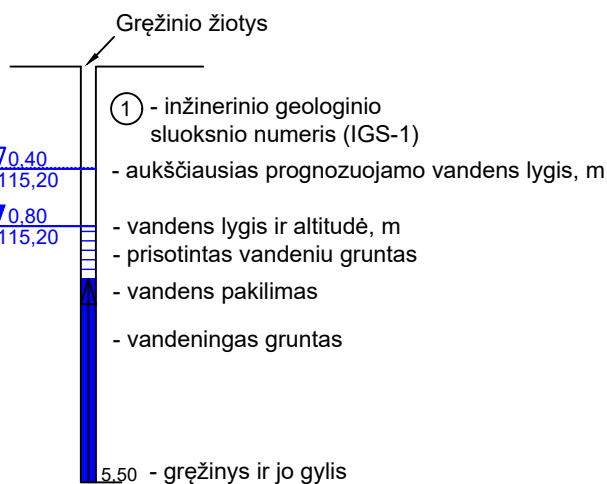 Gręžinio žiotys
1 - inžinerinio geologinio
sluoksnio numeris (IGS-1)
0,40
115,20
- aukščiausias prognozuojamo vandens lygis, m
0,80
115,20
- vandens lygis ir altitudė, m
- prisotintas vandeniu gruntas
- vandens pakilimas
- vandeningas gruntas
5,50 - gręžinys ir jo gylis